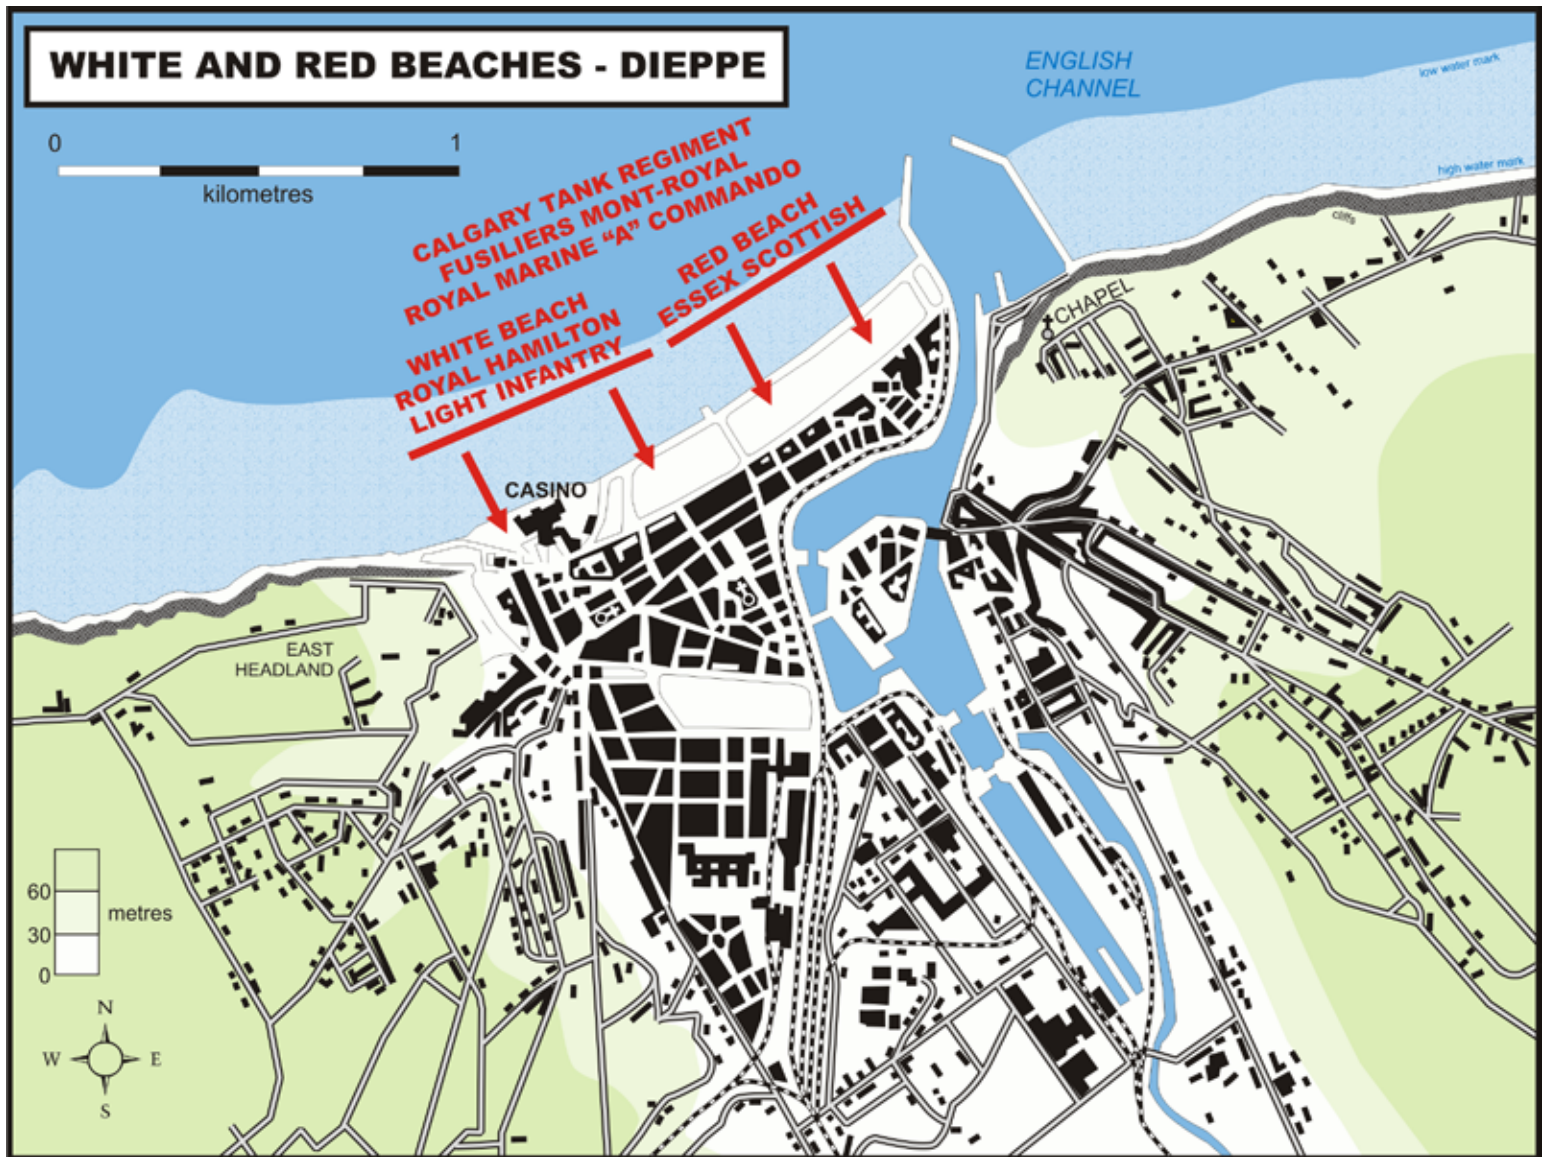 WHITE AND RED BEACHES - DIEPPE
ENGLISH
CHANNEL
low water mark
high water mark
0 1
kilometres
CALGARY TANK REGIMENT
FUSILIERS MONT-ROYAL
ROYAL MARINE “A” COMMANDO
RED BEACH
ESSEX SCOTTISH
WHITE BEACH
ROYAL HAMILTON
LIGHT INFANTRY
cliffs
CHAPEL
CASINO
EAST
HEADLAND
60
30
0
metres
N
W E
S